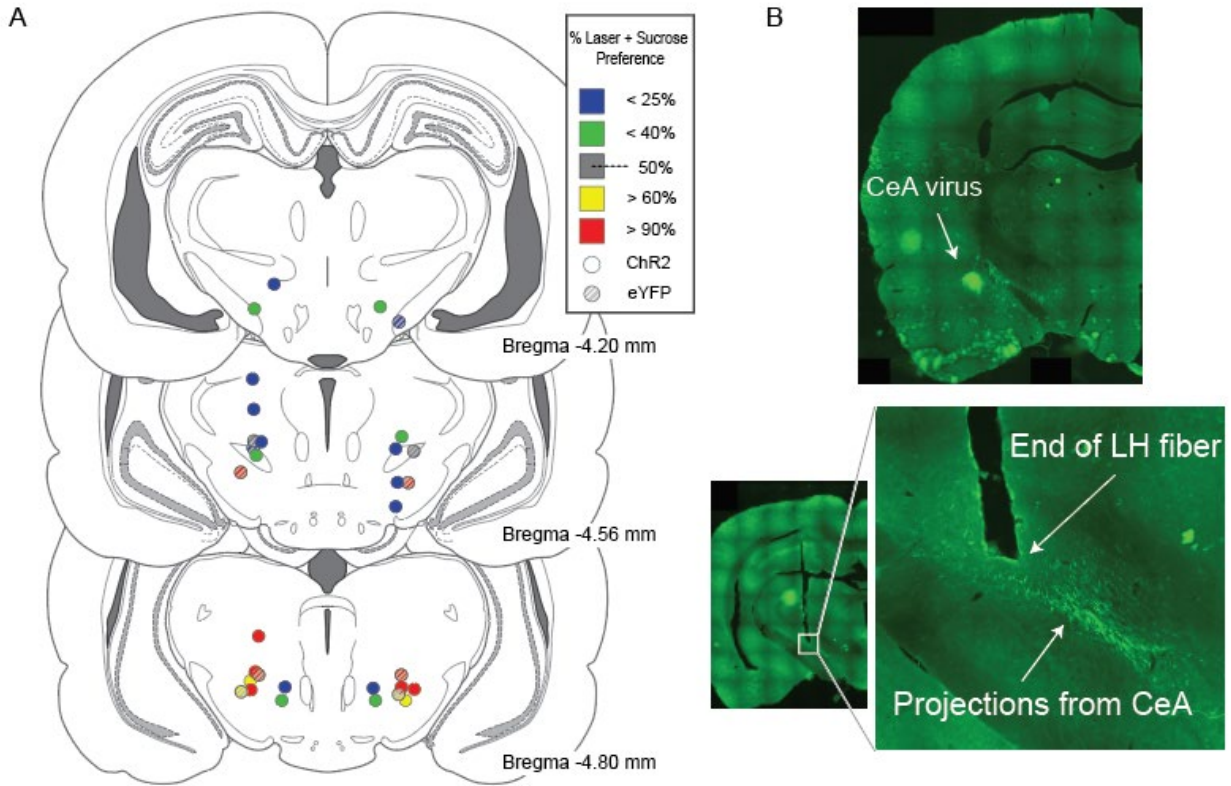 A
% Laser + Sucrose
Preference
< 25%
< 40%
50%
> 60%
> 90%
ChR2
eYFP
Bregma -4.20 mm
Bregma -4.56 mm
Bregma -4.80 mm
B
CeA virus
End of LH fiber
Projections from CeA